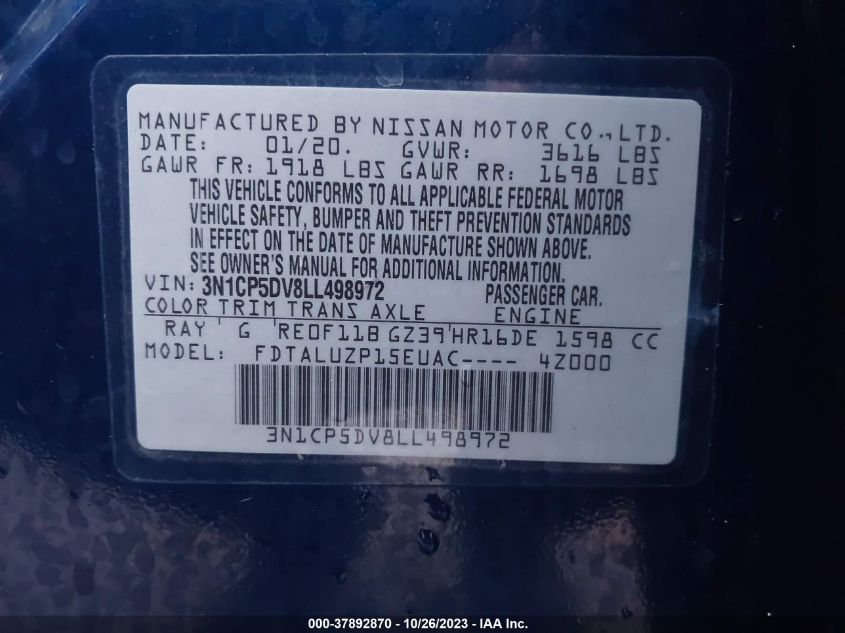 MANUFACTURED BY NISSAN MOTOR CO.,LTD.
DATE: 01/20. GVWR: 3616 LBS
GAWR FR: 1918 LBS GAWR RR: 1698 LBS
THIS VEHICLE CONFORMS TO ALL APPLICABLE FEDERAL MOTOR
VEHICLE SAFETY, BUMPER AND THEFT PREVENTION STANDARDS
IN EFFECT ON THE DATE OF MANUFACTURE SHOWN ABOVE.
SEE OWNER'S MANUAL FOR ADDITIONAL INFORMATION.
VIN: 3N1CP5DV8LL498972 PASSENGER CAR.
COLOR TRIM TRANS AXLE ENGINE
RAY G 'RE0F11B GZ39'HR16DE 1598 CC
MODEL: FDTALUZP15EUAC---- 4Z000
3N1CP5DV8LL498972
000-37892870 - 10/26/2023 - IAA Inc.